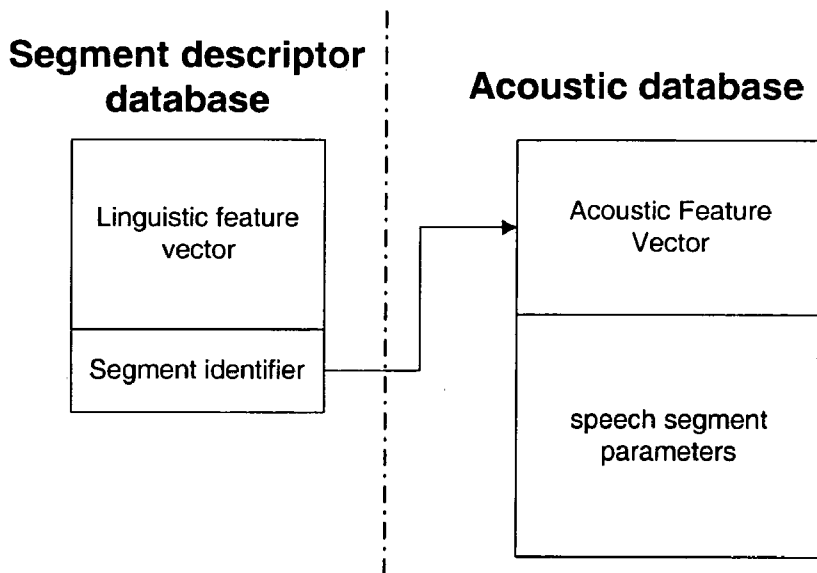 Segment descriptor
database
Acoustic database
Linguistic feature
vector
Segment identifier
Acoustic Feature
Vector
speech segment
parameters